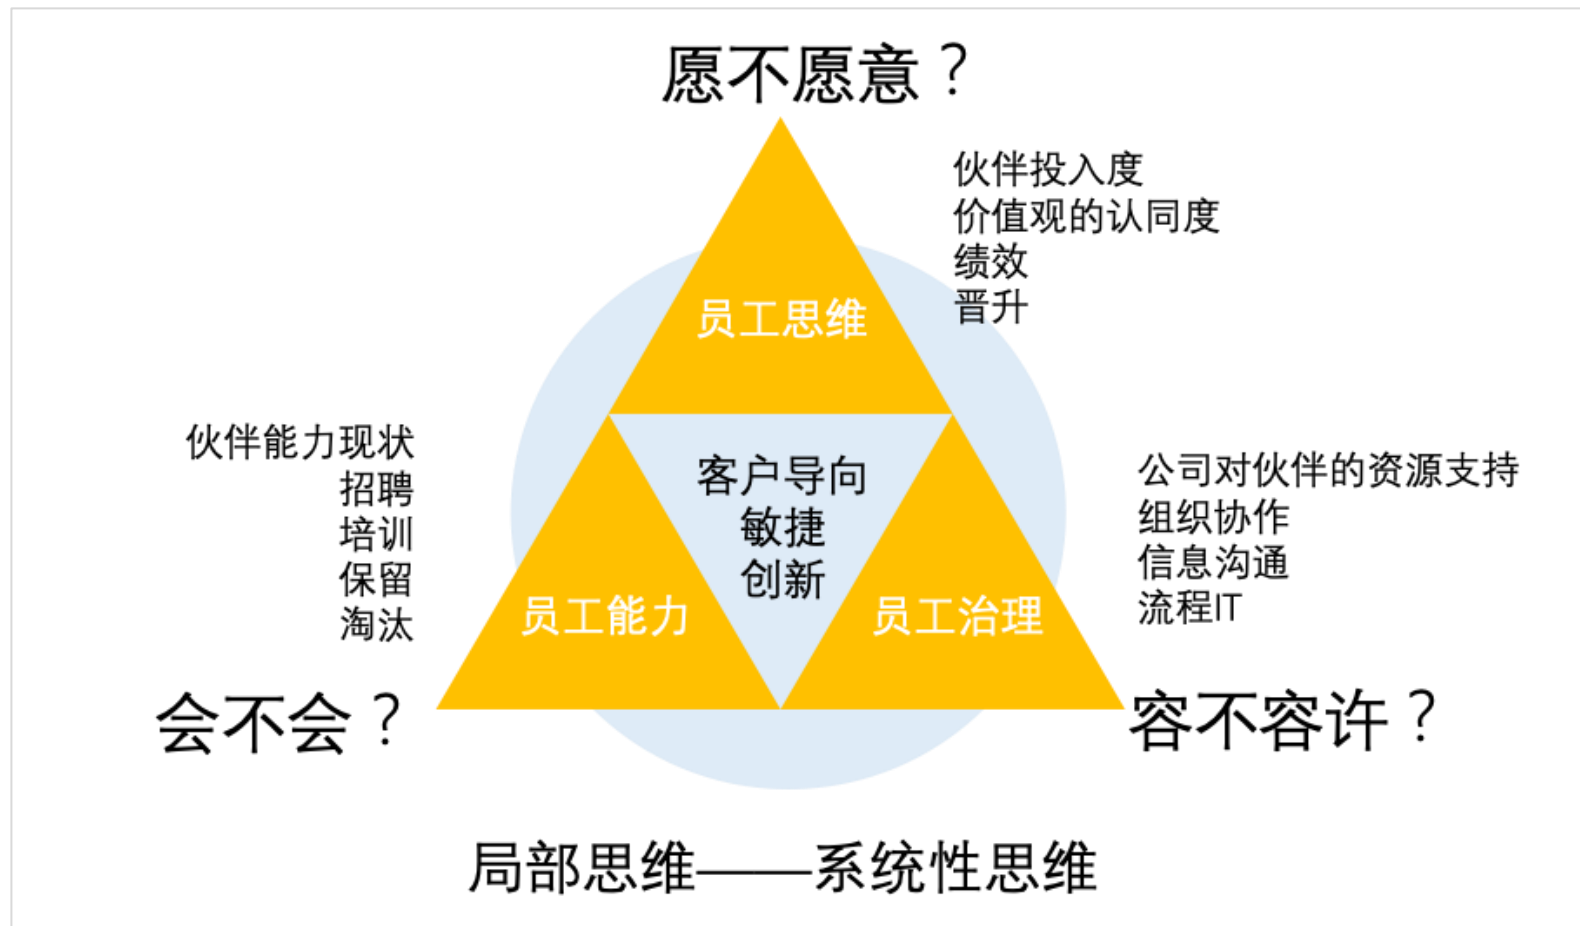 愿不愿意？
伙伴投入度
价值观的认同度
绩效
晋升
员工思维
伙伴能力现状
招聘
培训
保留
淘汰
客户导向
敏捷
创新
公司对伙伴的资源支持
组织协作
信息沟通
流程IT
员工能力
员工治理
会不会？
容不容许？
局部思维——系统性思维